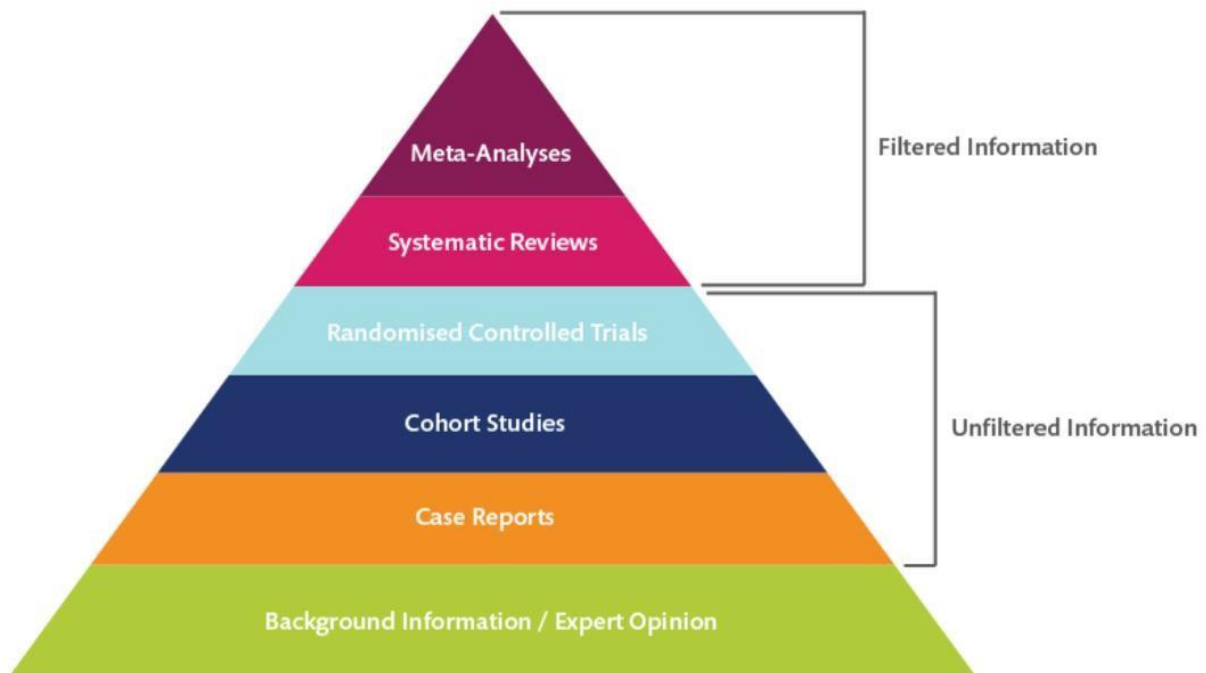 Meta-Analyses
Filtered Information
Systematic Reviews
Randomised Controlled Trials
Cohort Studies
Unfiltered Information
Case Reports
Background Information / Expert Opinion